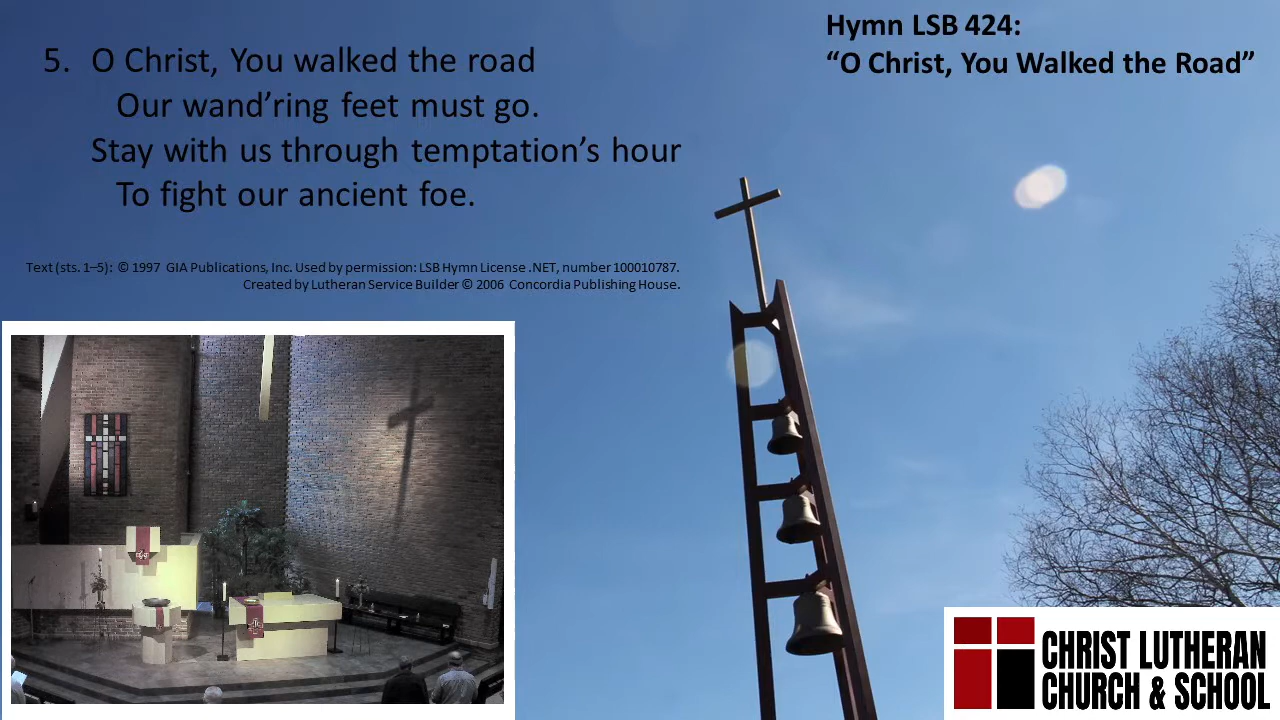 Hymn LSB 424:
“O Christ, You Walked the Road”
5. O Christ, You walked the road
Our wand’ring feet must go.
Stay with us through temptation’s hour
To fight our ancient foe.
Text (sts. 1–5): © 1997 GIA Publications, Inc. Used by permission: LSB Hymn License .NET, number 100010787.
Created by Lutheran Service Builder © 2006 Concordia Publishing House.
CHRIST LUTHERAN
CHURCH & SCHOOL